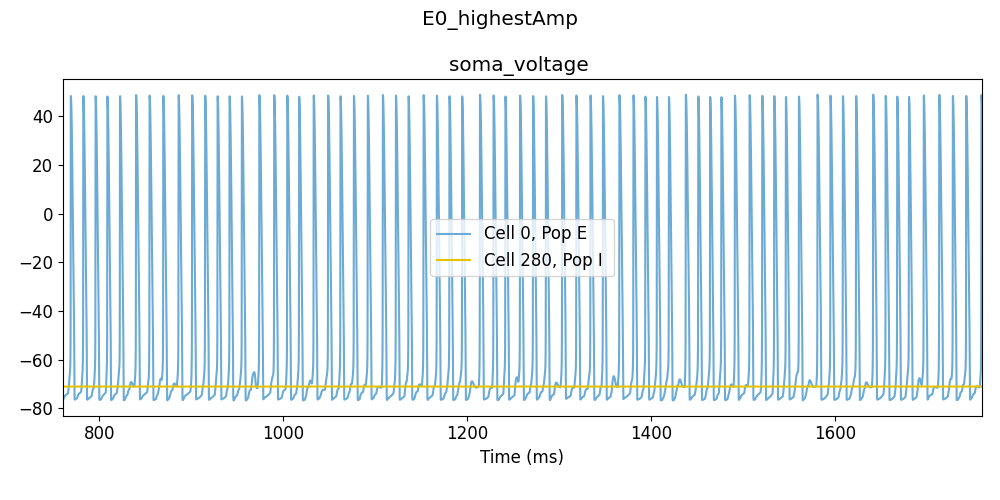 E0_highestAmp
soma_voltage
40
20
0
−20
−40
−60
−80
Cell 0, Pop E
Cell 280, Pop I
800
1000
1200
1400
1600
Time (ms)